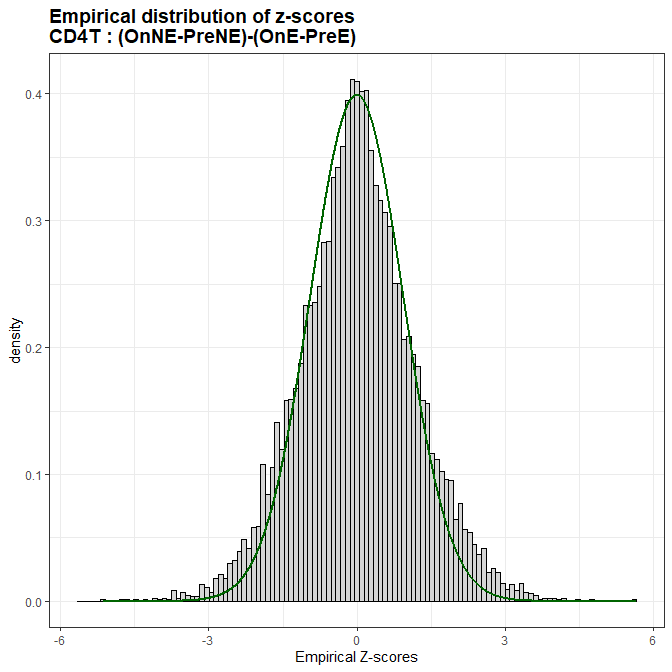 Empirical distribution of z-scores
CD4T : (OnNE-PreNE)-(OnE-PreE)
0.4
0.3
0.2
0.1
0.0
density
-6 -3 0 3 6
Empirical Z-scores